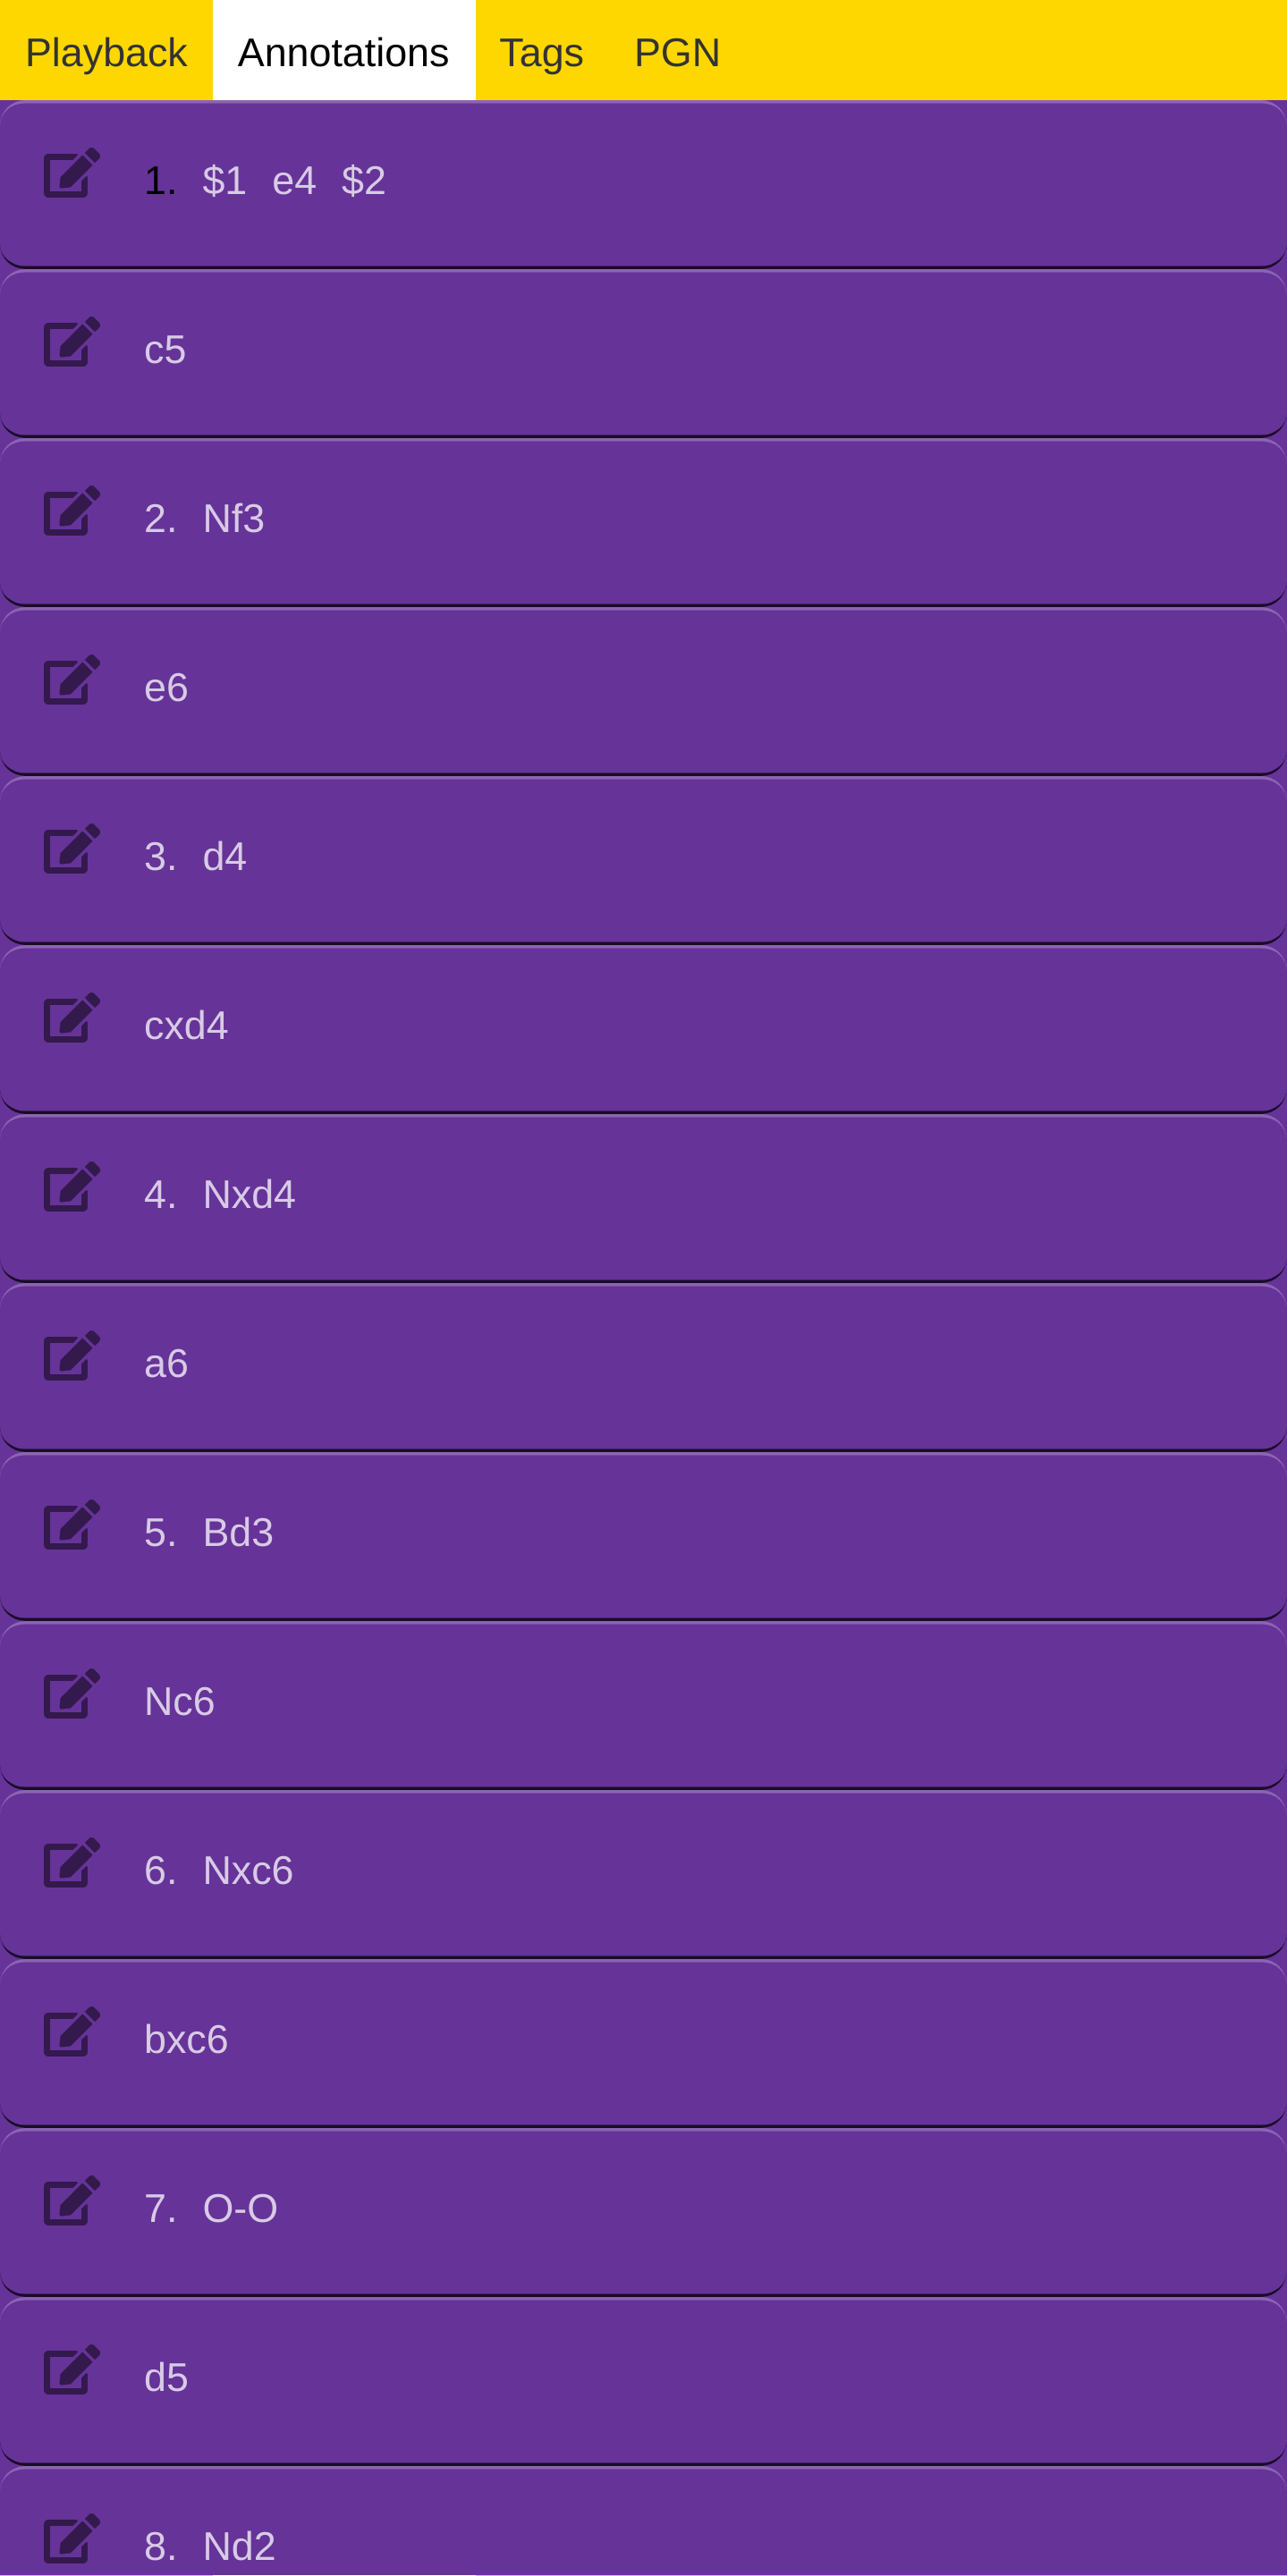 Playback Annotations Tags PGN
1. $1 e4 $2
c5
2. Nf3
e6
3. d4
cxd4
4. Nxd4
a6
5. Bd3
Nc6
6. Nxc6
bxc6
7. O-O
d5
8. Nd2